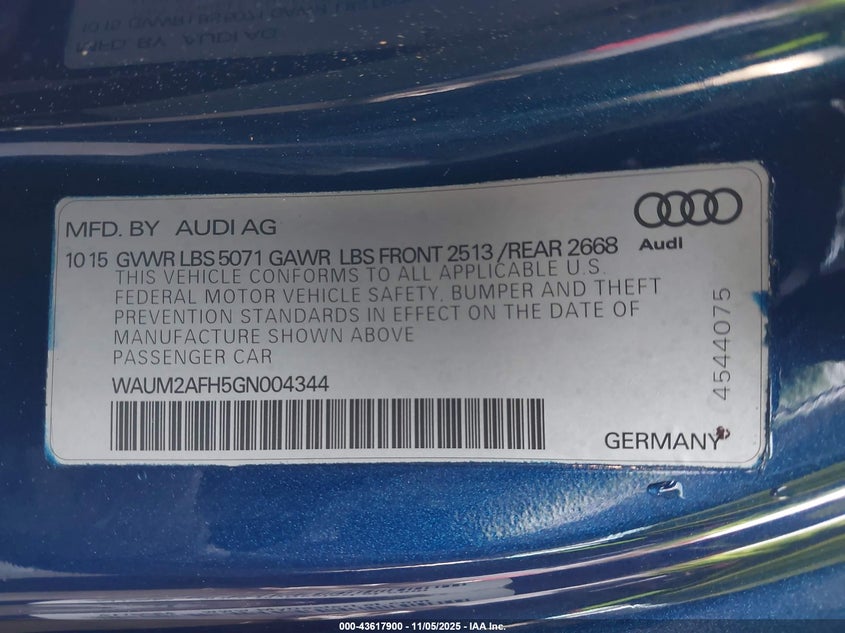 MFD. BY AUDI AG
Audi
10 15 GVWR LBS 5071 GAWR LBS FRONT 2513 /REAR 2668
THIS VEHICLE CONFORMS TO ALL APPLICABLE U.S.
FEDERAL MOTOR VEHICLE SAFETY, BUMPER AND THEFT
PREVENTION STANDARDS IN EFFECT ON THE DATE OF
MANUFACTURE SHOWN ABOVE
PASSENGER CAR
WAUM2AFH5GN004344
4544075
GERMANY
000-43617900 - 11/05/2025 - IAA, Inc.